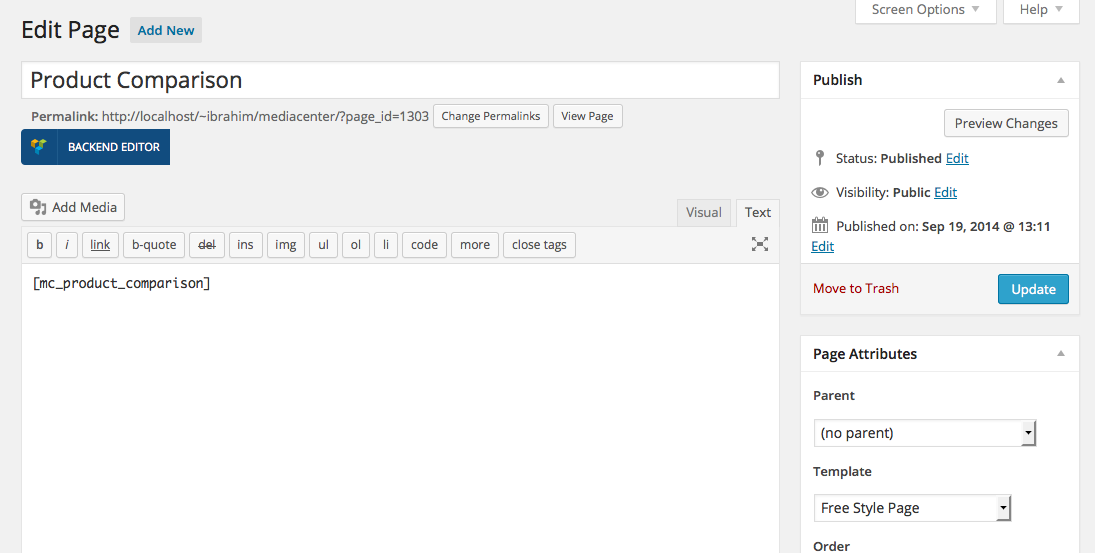 Screen Options Help
Edit Page Add New
Product Comparison
Permalink: http://localhost/~ibrahim/mediacenter/?page_id=1303 Change Permalinks View Page
BACKEND EDITOR
Add Media
Visual Text
b i link b-quote del ins img ul ol li code more close tags
[mc_product_comparison]
Publish
Preview Changes
Status: Published Edit
Visibility: Public Edit
Published on: Sep 19, 2014 @ 13:11
Edit
Move to Trash Update
Page Attributes
Parent
(no parent)
Template
Free Style Page
Order